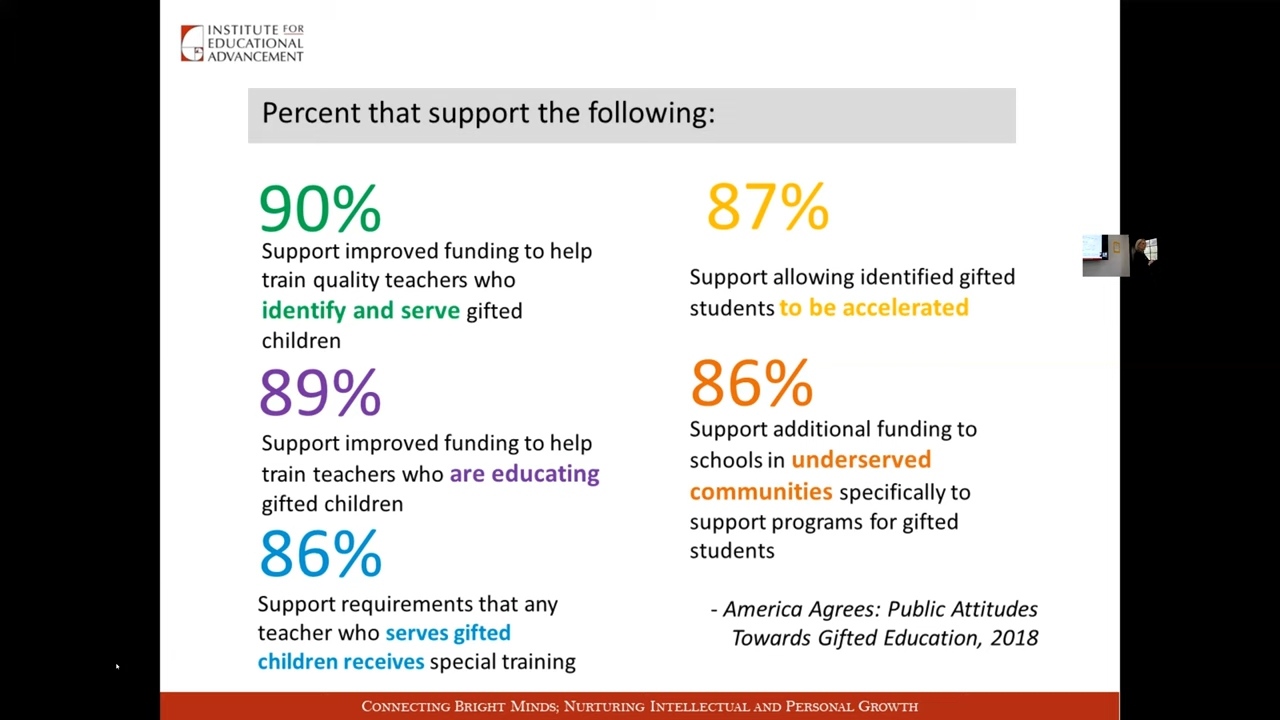 INSTITUTE FOR
EDUCATIONAL
ADVANCEMENT
Percent that support the following:
90%
Support improved funding to help
train quality teachers who
identify and serve gifted
children
89%
Support improved funding to help
train teachers who are educating
gifted children
86%
Support requirements that any
teacher who serves gifted
children receives special training
87%
Support allowing identified gifted
students to be accelerated
86%
Support additional funding to
schools in underserved
communities specifically to
support programs for gifted
students
- America Agrees: Public Attitudes
Towards Gifted Education, 2018
CONNECTING BRIGHT MINDS; NURTURING INTELLECTUAL AND PERSONAL GROWTH